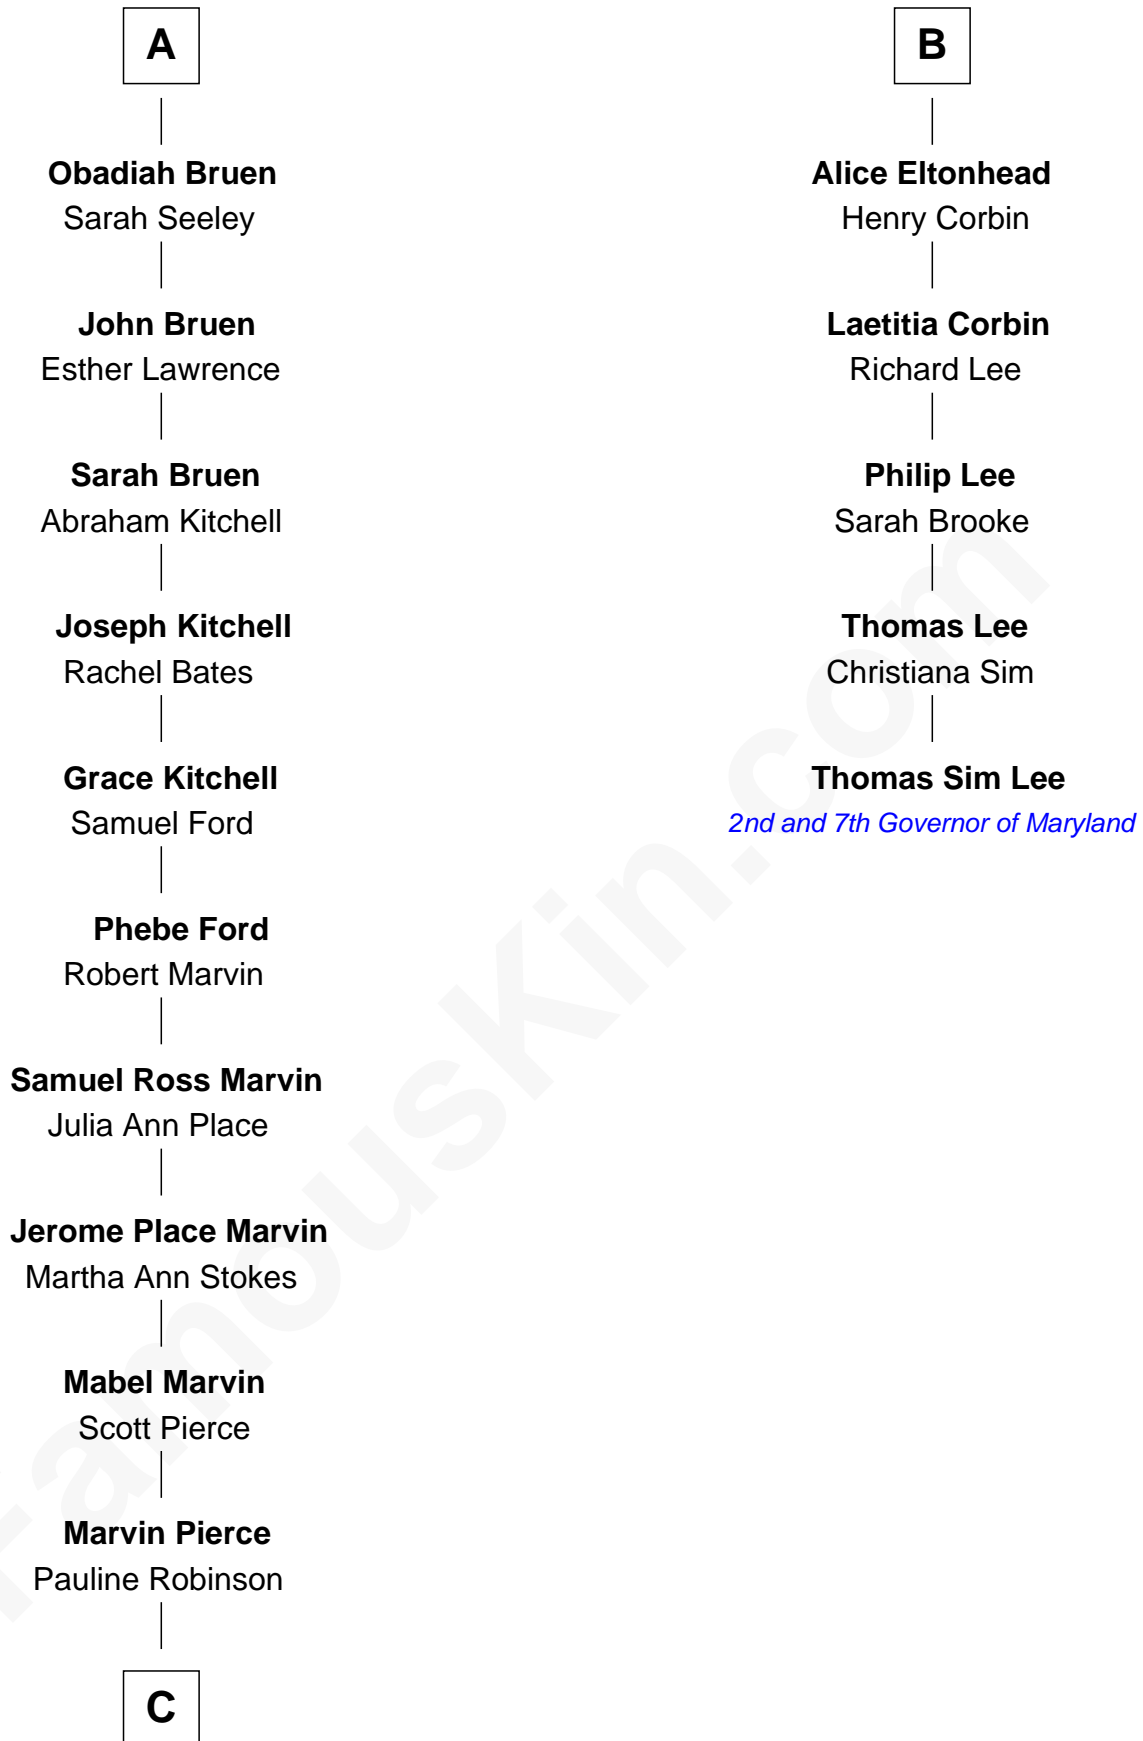 A
Obadiah Bruen
Sarah Seeley
John Bruen
Esther Lawrence
Sarah Bruen
Abraham Kitchell
Joseph Kitchell
Rachel Bates
Grace Kitchell
Samuel Ford
Phebe Ford
Robert Marvin
Samuel Ross Marvin
Julia Ann Place
Jerome Place Marvin
Martha Ann Stokes
Mabel Marvin
Scott Pierce
Marvin Pierce
Pauline Robinson
C
B
Alice Eltonhead
Henry Corbin
Laetitia Corbin
Richard Lee
Philip Lee
Sarah Brooke
Thomas Lee
Christiana Sim
Thomas Sim Lee
2nd and 7th Governor of Maryland
FamousKin.com